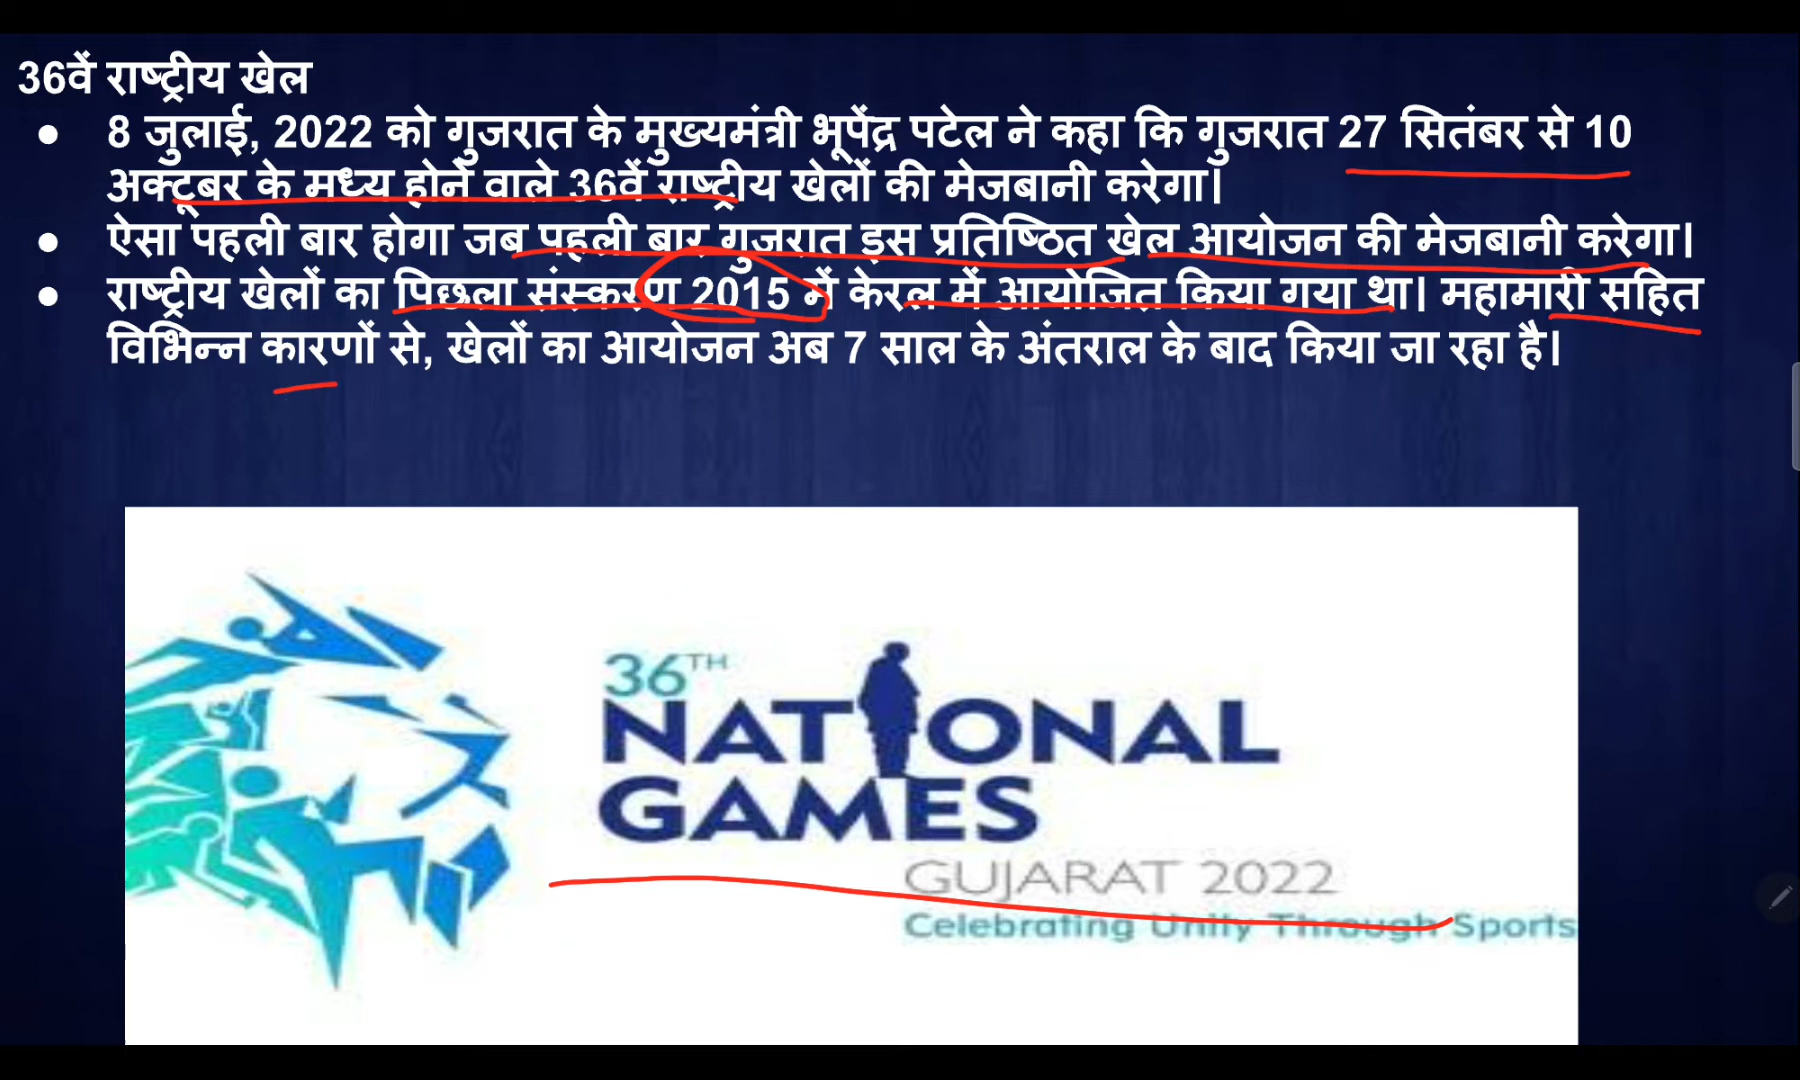 36वें राष्ट्रीय खेल
● 8 जुलाई, 2022 को गुजरात के मुख्यमंत्री भूपेंद्र पटेल ने कहा कि गुजरात 27 सितंबर से 10
अक्टूबर के मध्य होने वाले 36वें राष्ट्रीय खेलों की मेजबानी करेगा।
● ऐसा पहली बार होगा जब पहली बार गुजरात इस प्रतिष्ठित खेल आयोजन की मेजबानी करेगा।
● राष्ट्रीय खेलों का पिछला संस्करण 2015 में केरल में आयोजित किया गया था। महामारी सहित
विभिन्न कारणों से, खेलों का आयोजन अब 7 साल के अंतराल के बाद किया जा रहा है।
36TH
NATIONAL
GAMES
GUJARAT 2022
Celebrating Unity Through Sports